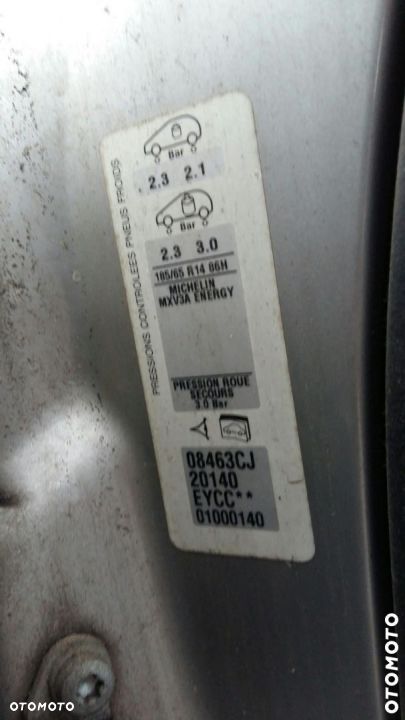 PRESSIONS CONTROLEES PNEUS FROIDS
Bar
2.3 2.1
Bar
2.3 3.0
185/65 R14 86H
MICHELIN
MXV3A ENERGY
PRESSION ROUE
SECOURS
3.0 Bar
08463CJ
20140
EYCC**
01000140
OTOMOTO
OTOMOTO
OTOMOTO